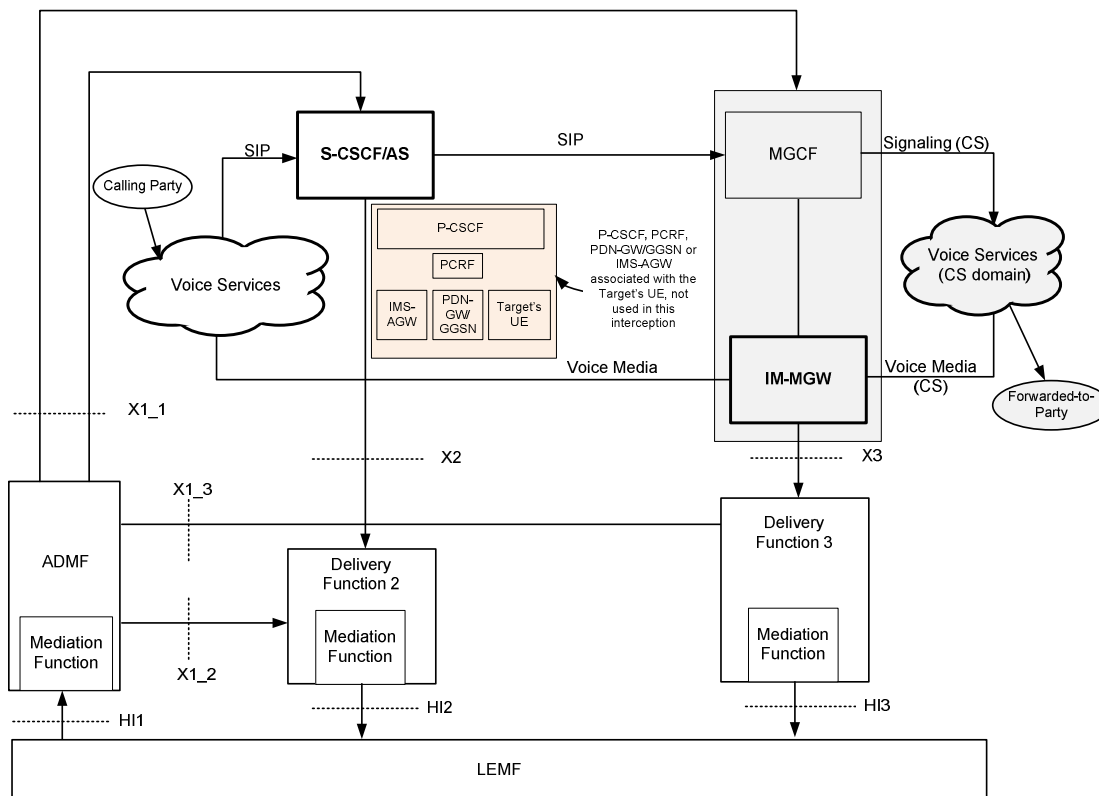 SIP
S-CSCF/AS
SIP
MGCF
Signaling (CS)
Calling Party
Voice Services
P-CSCF
PCRF
IMS-
AGW
PDN-
GW/
GGSN
Target's
UE
P-CSCF, PCRF,
PDN-GW/GGSN or
IMS-AGW
associated with the
Target's UE, not
used in this
interception
Voice Services
(CS domain)
Voice Media
IM-MGW
Voice Media
(CS)
Forwarded-to-
Party
X1_1
X2
X3
X1_3
ADMF
Mediation
Function
X1_2
Delivery
Function 2
Mediation
Function
Delivery
Function 3
Mediation
Function
HI1
HI2
HI3
LEMF